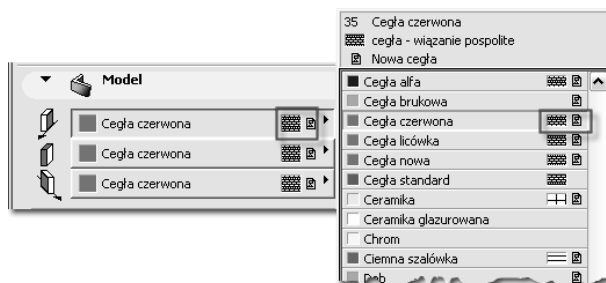 Model
Cegła czerwona
Cegła czerwona
Cegła czerwona
35 Cegła czerwona
cegła - wiązanie pospolite
Nowa cegła
Cegła alfa
Cegła brukowa
Cegła czerwona
Cegła licówka
Cegła nowa
Cegła standard
Ceramika
Ceramika glazurowana
Chrom
Ciemna szalówka